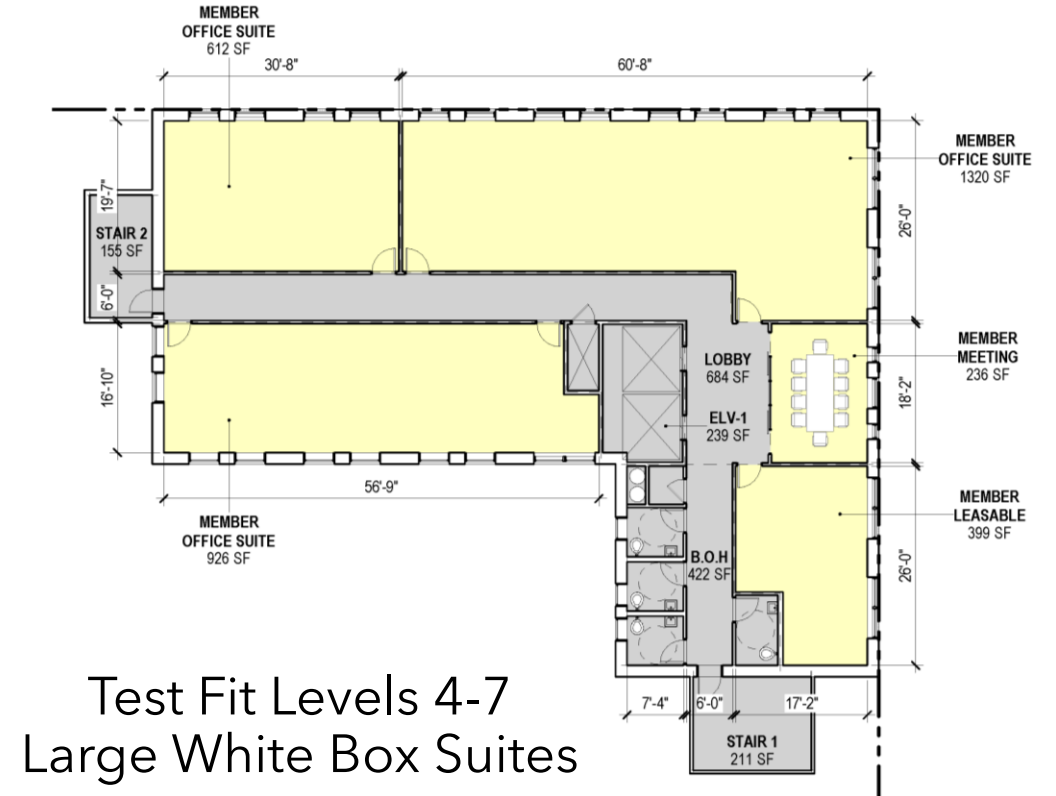 MEMBER
OFFICE SUITE
612 SF
30'-8"
60'-8"
MEMBER
OFFICE SUITE
1320 SF
19'-7"
26'-0"
STAIR 2
155 SF
6'-0"
MEMBER
MEETING
236 SF
LOBBY
684 SF
16'-10"
18'-2"
ELV-1
239 SF
56'-9"
MEMBER
OFFICE SUITE
926 SF
MEMBER
LEASABLE
399 SF
B.O.H
422 SF
26'-0"
7'-4"
6'-0"
17'-2"
STAIR 1
211 SF
Test Fit Levels 4-7
Large White Box Suites